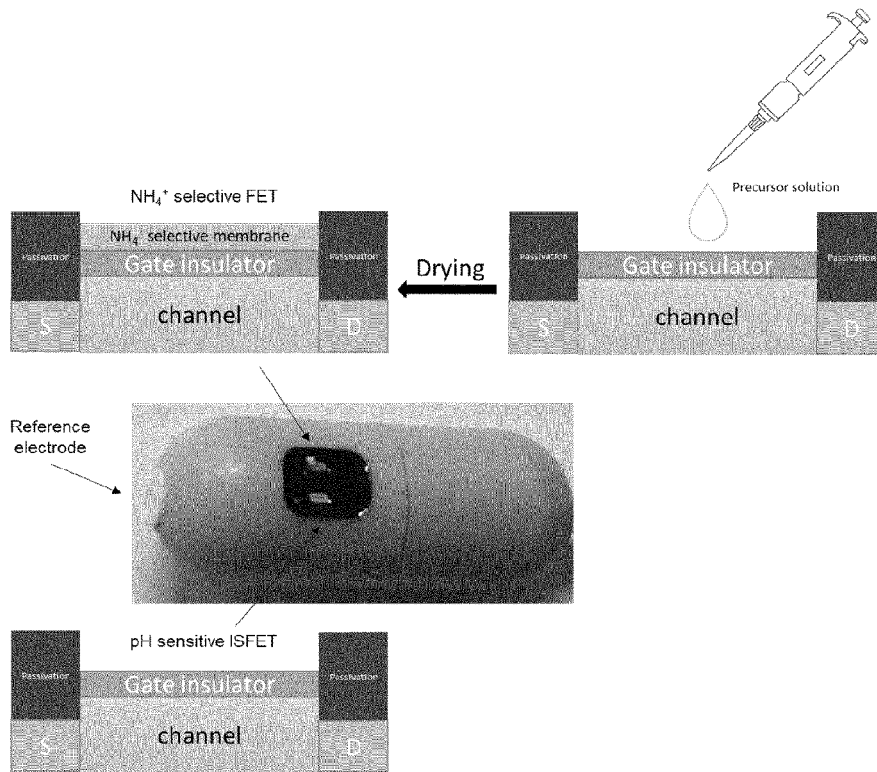 Precursor solution
NH₄⁺ selective FET
NH₄ selective membrane
Passivation
Gate insulator
Passivation
S
channel
D
Drying
Passivation
Gate insulator
Passivation
S
channel
D
Reference
electrode
pH sensitive ISFET
Passivation
Gate insulator
Passivation
S
channel
D